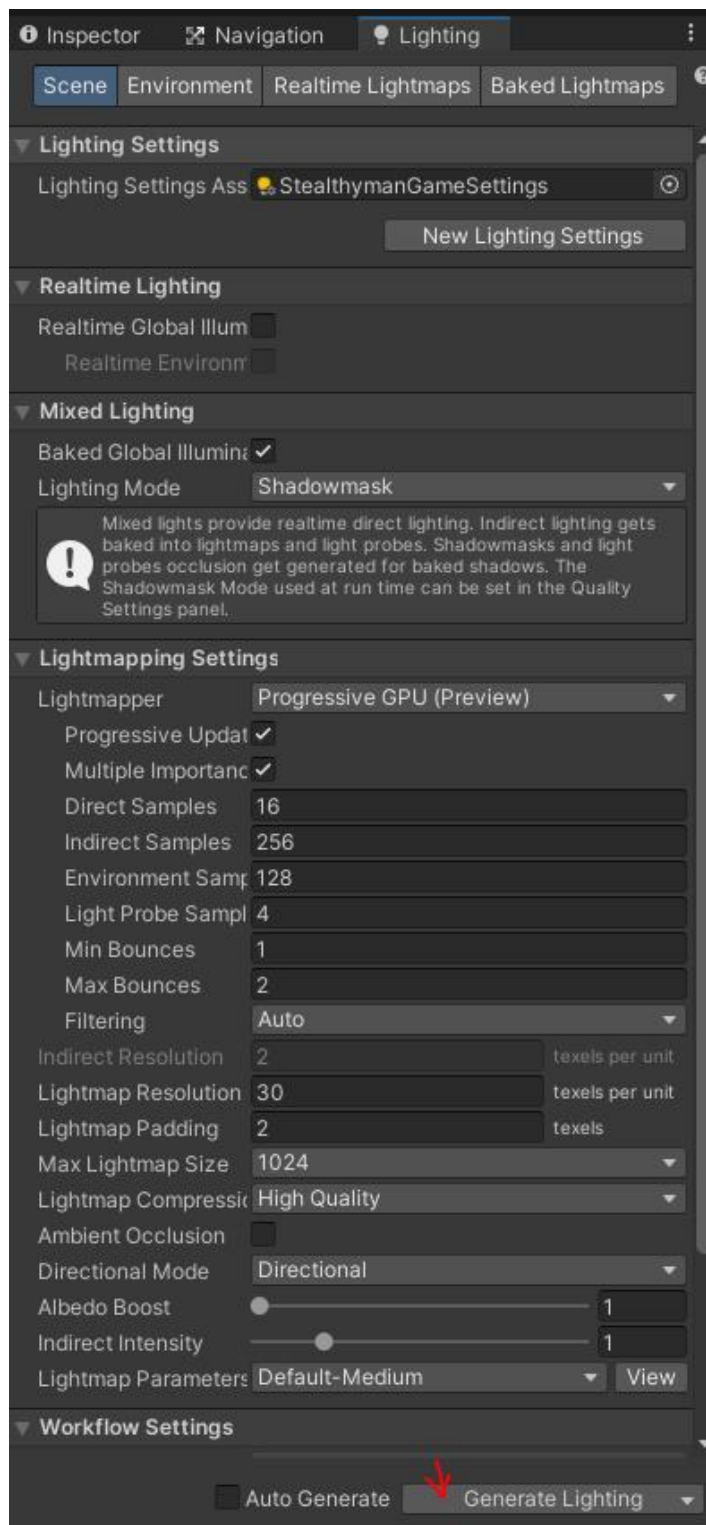 Inspector Navigation Lighting
Scene Environment Realtime Lightmaps Baked Lightmaps
Lighting Settings
Lighting Settings Ass StealthymanGameSettings
New Lighting Settings
Realtime Lighting
Realtime Global Illum
Realtime Environm
Mixed Lighting
Baked Global Illumina
Lighting Mode Shadowmask
Mixed lights provide realtime direct lighting. Indirect lighting gets
baked into lightmaps and light probes. Shadowmasks and light
probes occlusion get generated for baked shadows. The
Shadowmask Mode used at run time can be set in the Quality
Settings panel.
Lightmapping Settings
Lightmapper Progressive GPU (Preview)
Progressive Updat
Multiple Importanc
Direct Samples 16
Indirect Samples 256
Environment Samp 128
Light Probe Sampl 4
Min Bounces 1
Max Bounces 2
Filtering Auto
Indirect Resolution 2 texels per unit
Lightmap Resolution 30 texels per unit
Lightmap Padding 2 texels
Max Lightmap Size 1024
Lightmap Compressic High Quality
Ambient Occlusion
Directional Mode Directional
Albedo Boost 1
Indirect Intensity 1
Lightmap Parameters Default-Medium View
Workflow Settings
Auto Generate Generate Lighting